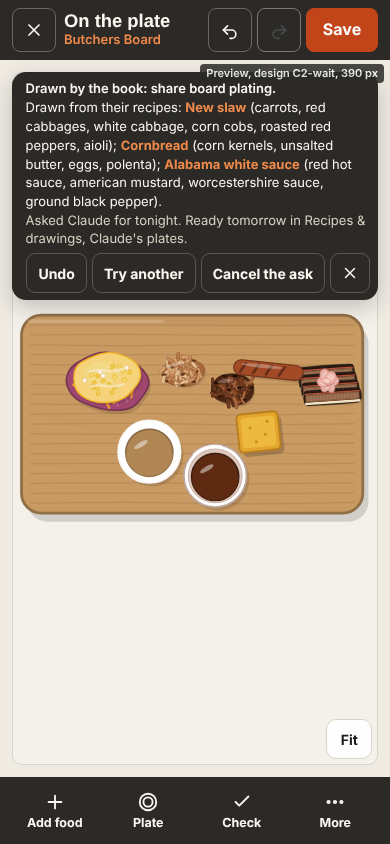 On the plate
Butchers Board
Save
Preview, design C2-wait, 390 px
Drawn by the book: share board plating.
Drawn from their recipes: New slaw (carrots, red
cabbages, white cabbage, corn cobs, roasted red
peppers, aioli); Cornbread (corn kernels, unsalted
butter, eggs, polenta); Alabama white sauce (red hot
sauce, american mustard, worcestershire sauce,
ground black pepper).
Asked Claude for tonight. Ready tomorrow in Recipes &
drawings, Claude's plates.
Undo
Try another
Cancel the ask
Fit
Add food
Plate
Check
More